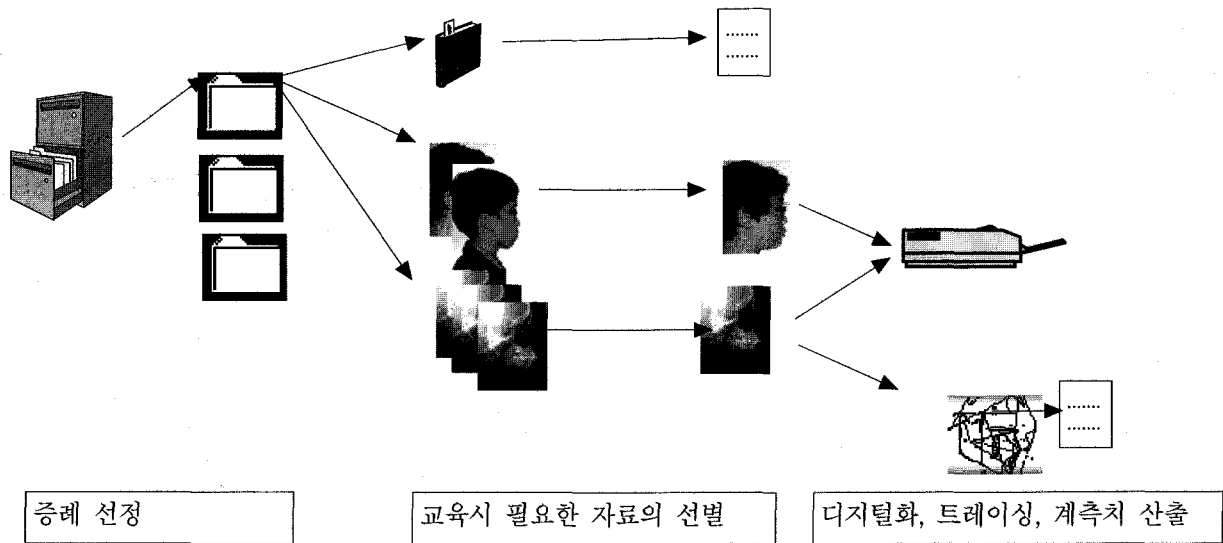 .......
.......
.......
.......
증례 선정
교육시 필요한 자료의 선별
디지털화, 트레이싱, 계측치 산출